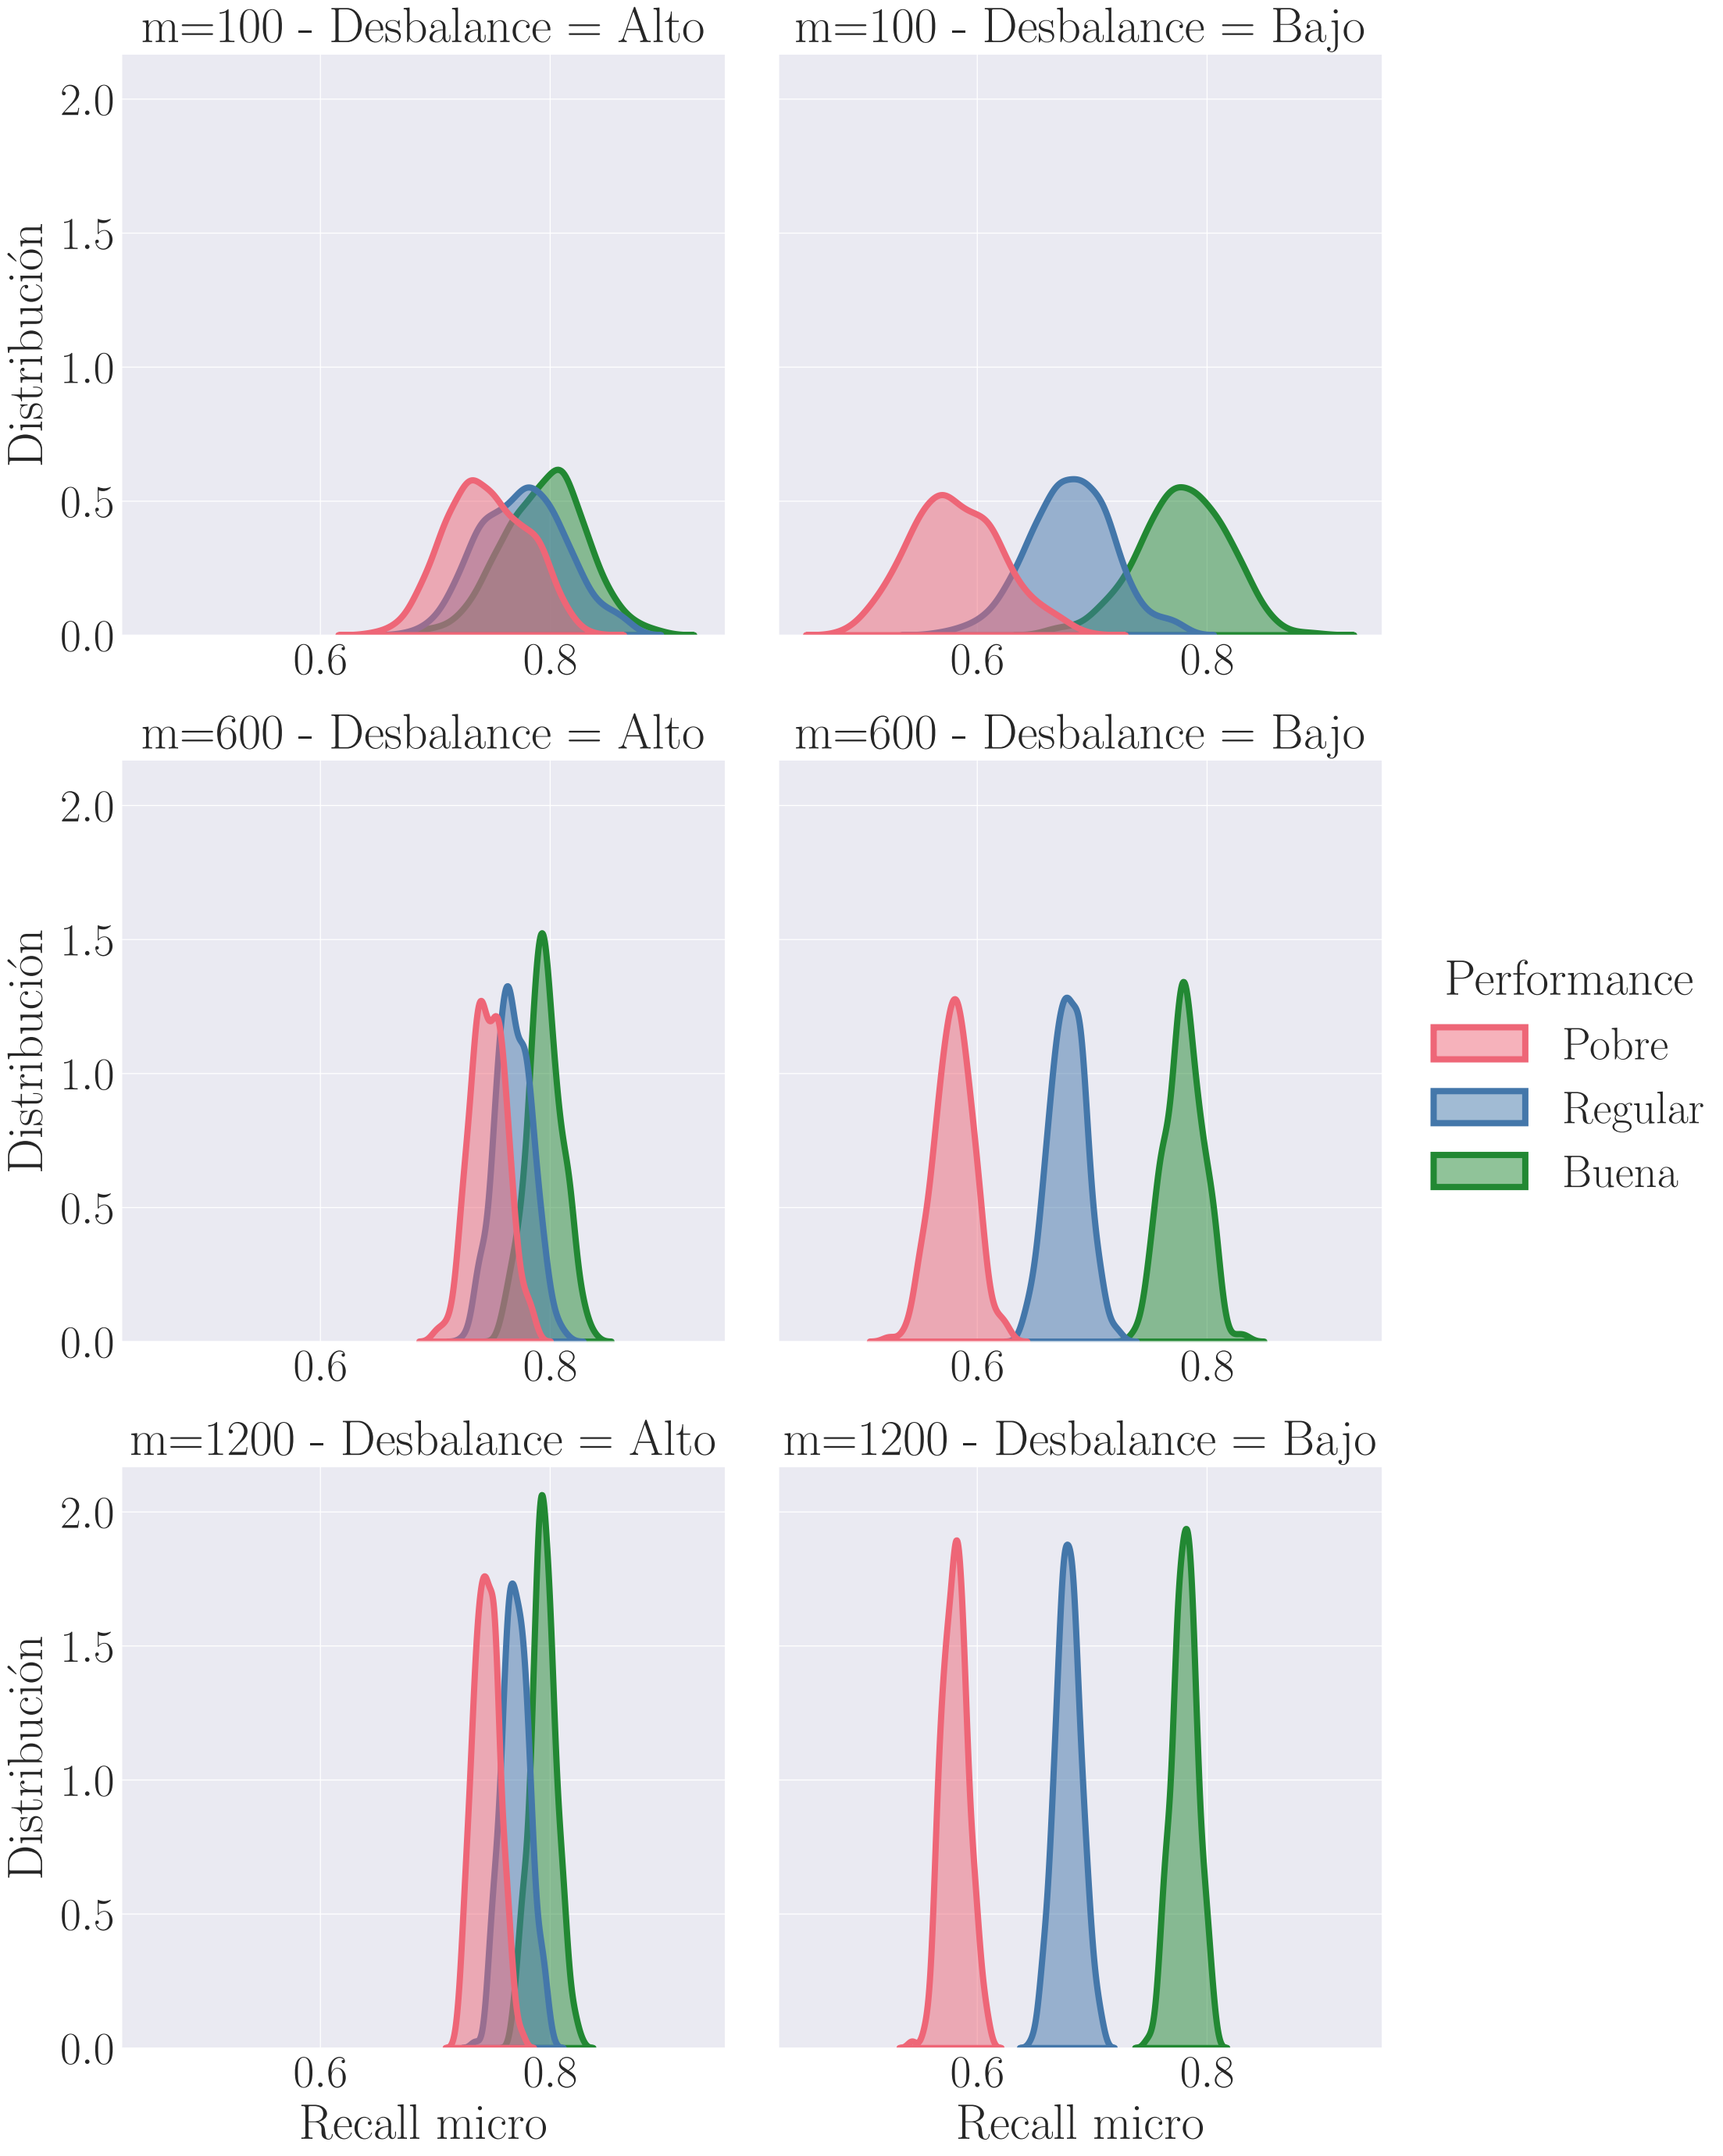 m=100 - Desbalance = Alto
m=100 - Desbalance = Bajo
Distribución
2.0
1.5
1.0
0.5
0.0
0.6
0.8
0.6
0.8
m=600 - Desbalance = Alto
m=600 - Desbalance = Bajo
Distribución
2.0
1.5
1.0
0.5
0.0
0.6
0.8
0.6
0.8
Performance
Pobre
Regular
Buena
m=1200 - Desbalance = Alto
m=1200 - Desbalance = Bajo
Distribución
2.0
1.5
1.0
0.5
0.0
0.6
0.8
0.6
0.8
Recall micro
Recall micro